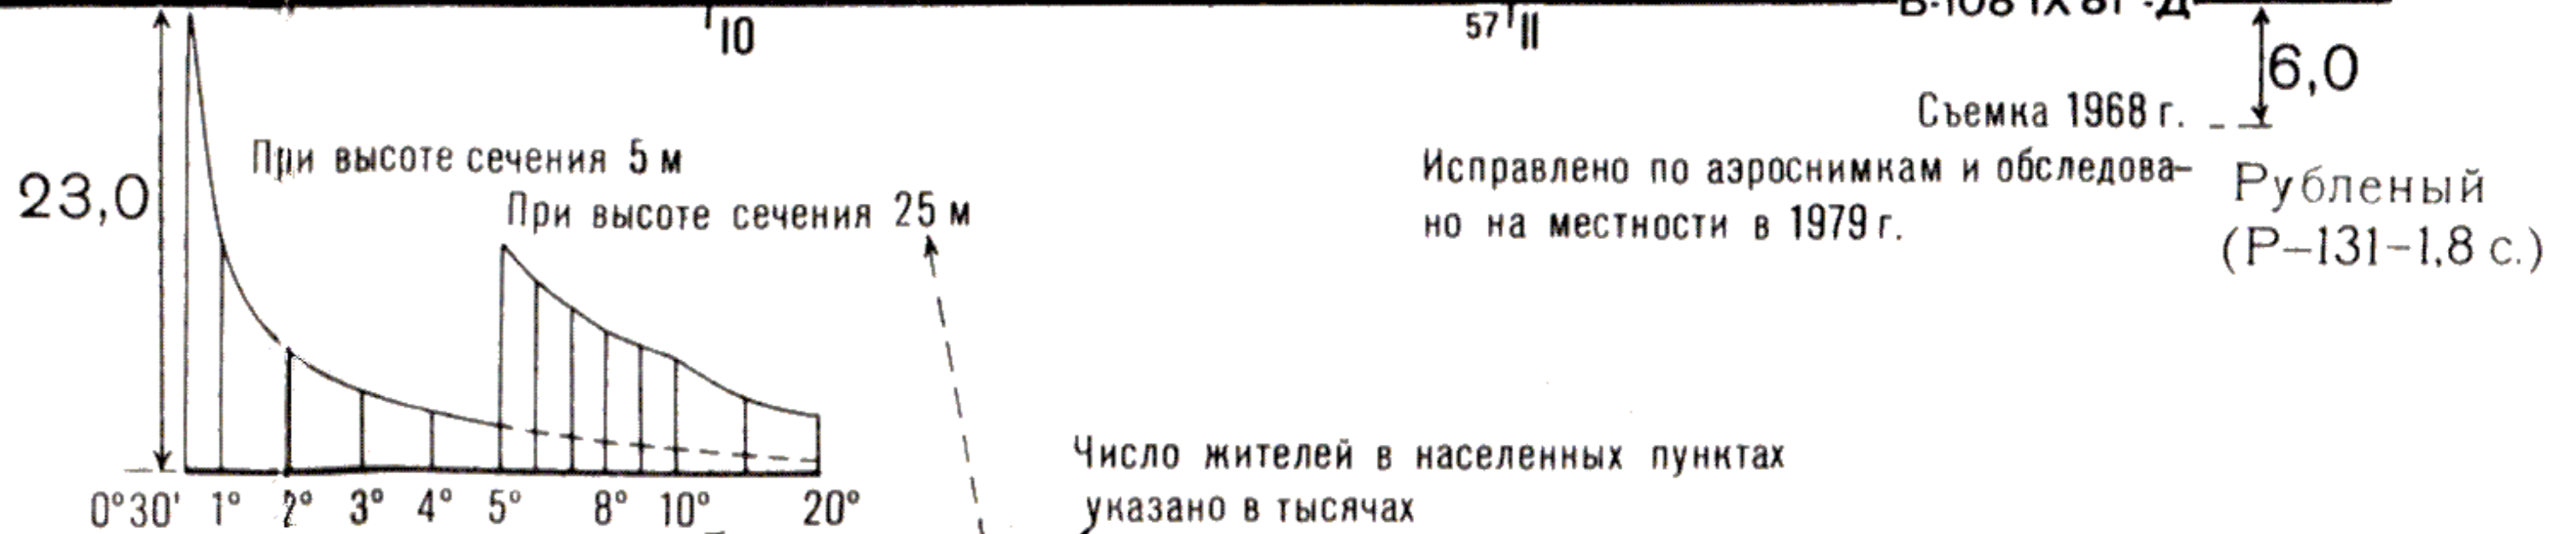 10
57 11
6,0
Съемка 1968 г.
Исправлено по аэроснимкам и обследова-
но на местности в 1979 г.
Рубленый
(Р-131-1,8 с.)
23,0
При высоте сечения 5 м
При высоте сечения 25 м
0°30' 1° 2° 3° 4° 5° 8° 10° 20°
Число жителей в населенных пунктах
указано в тысячах